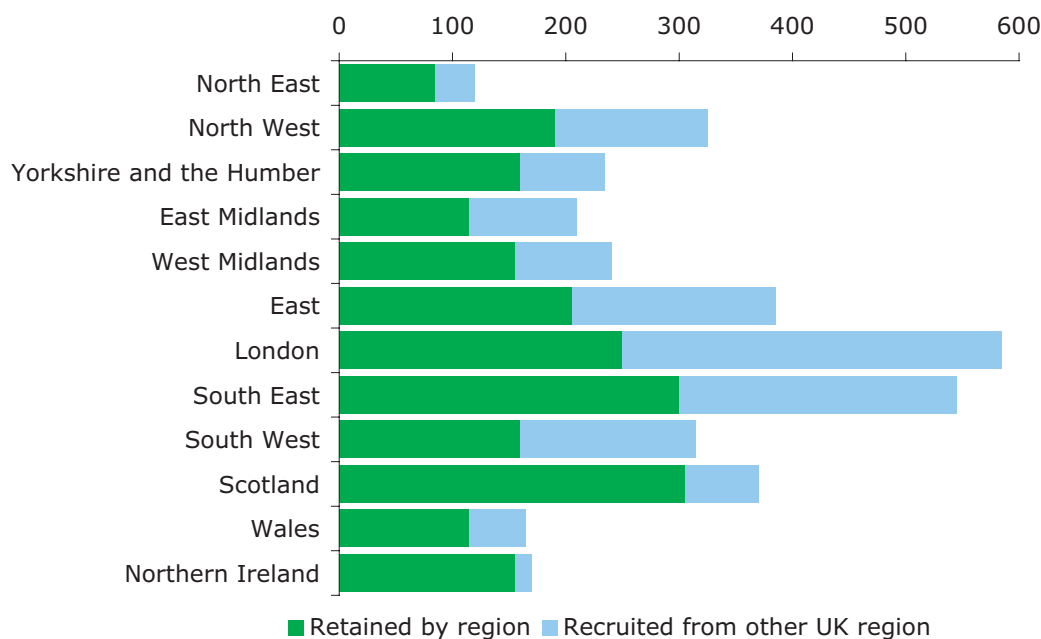 0 100 200 300 400 500 600
North East
North West
Yorkshire and the Humber
East Midlands
West Midlands
East
London
South East
South West
Scotland
Wales
Northern Ireland
Retained by region Recruited from other UK region